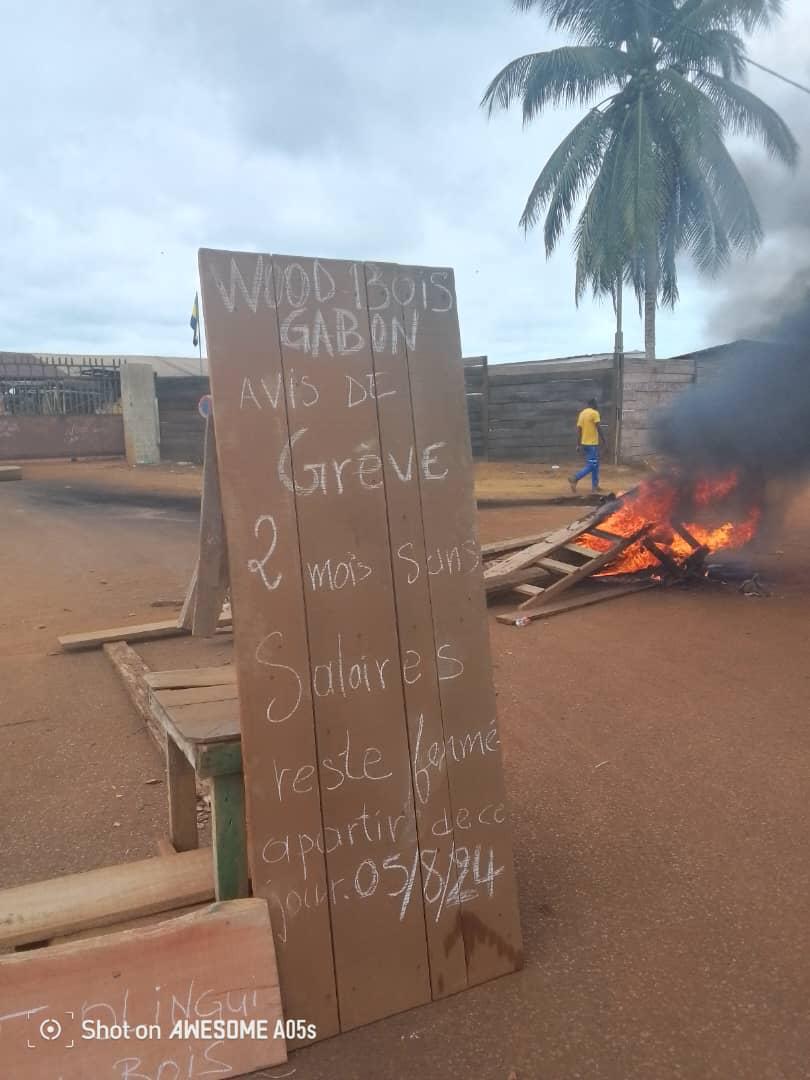 WOOD BOIS
GABON
AVIS DE
Grève
2 mois sans
Salaires
reste fermé
apartir de ce
jour. 05/8/24
BOIS
Shot on AWESOME A05s